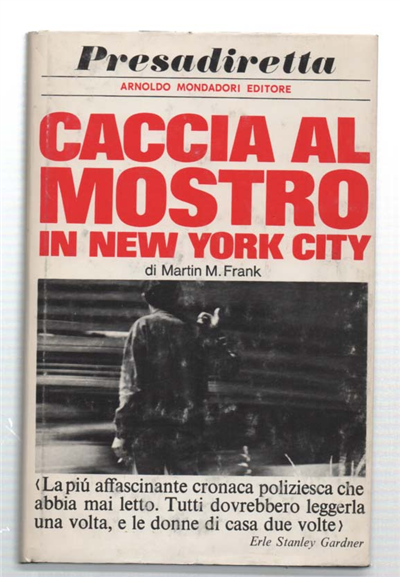 Presadiretta
ARNOLDO MONDADORI EDITORE
CACCIA AL
MOSTRO
IN NEW YORK CITY
di Martin M. Frank
‹La piú affascinante cronaca poliziesca che
abbia mai letto. Tutti dovrebbero leggerla
una volta, e le donne di casa due volte›
Erle Stanley Gardner